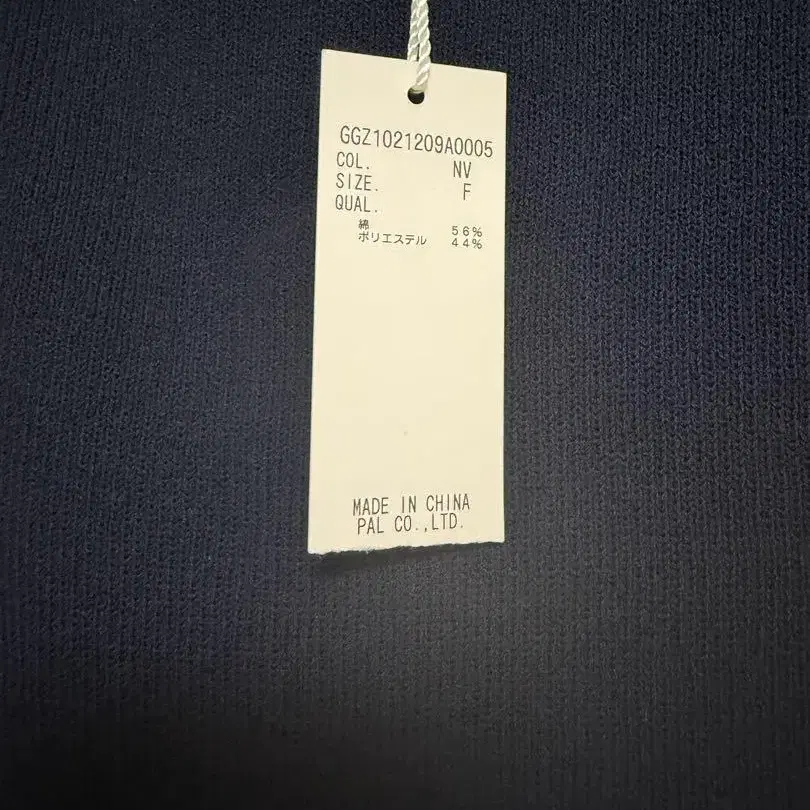 GGZ1021209A0005
COL. NV
SIZE. F
QUAL.
綿 56%
ポリエステル 44%
MADE IN CHINA
PAL CO.,LTD.